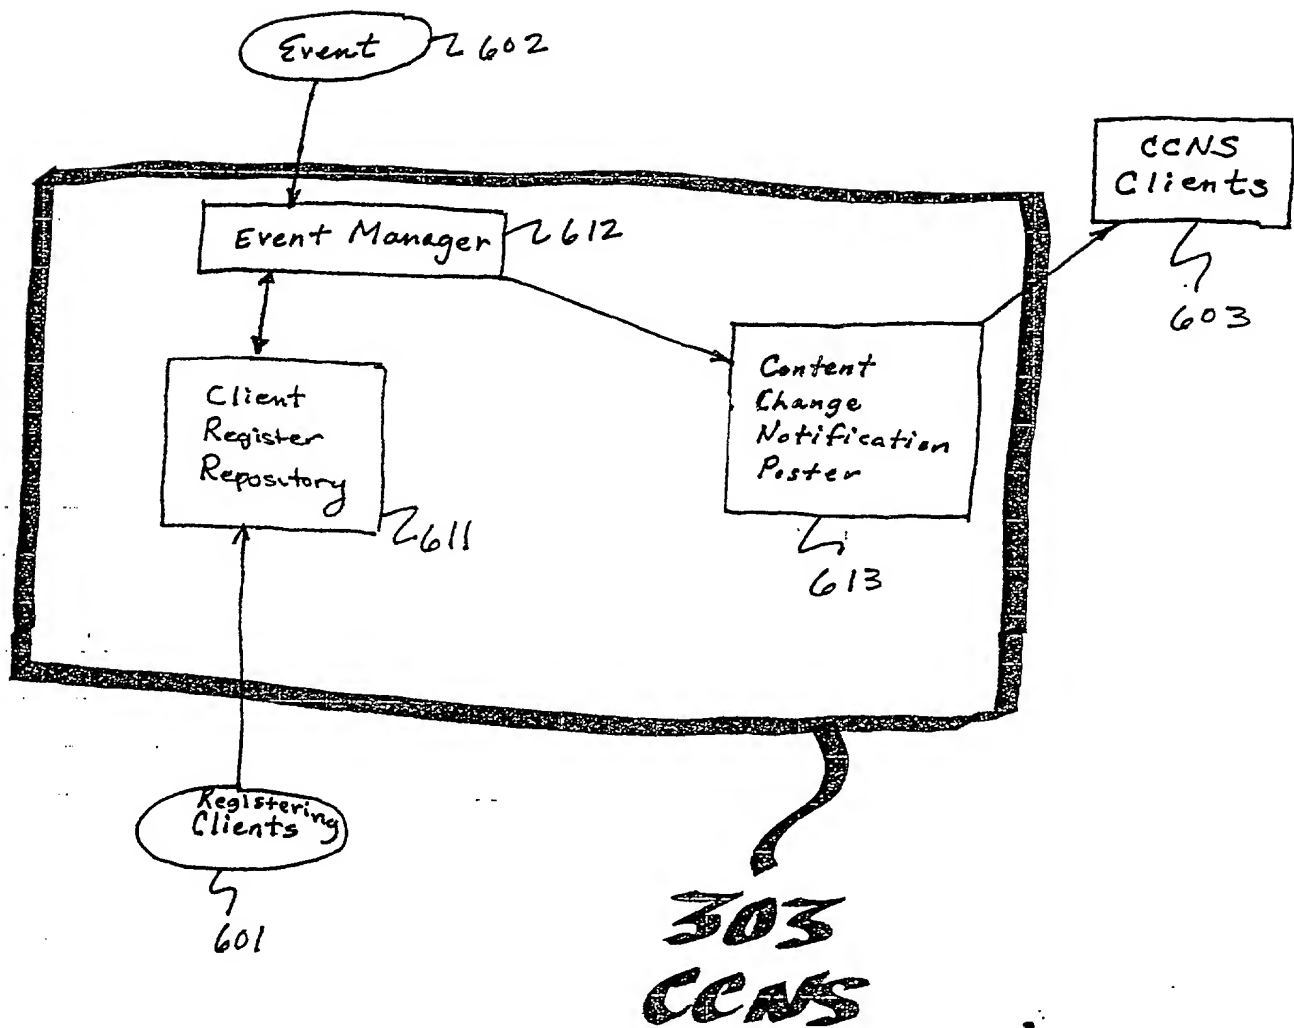 Event
602
CCNS
Clients
603
Event Manager
612
Client
Register
Repository
611
Content
Change
Notification
Poster
613
Registering
Clients
601
303
CCNS